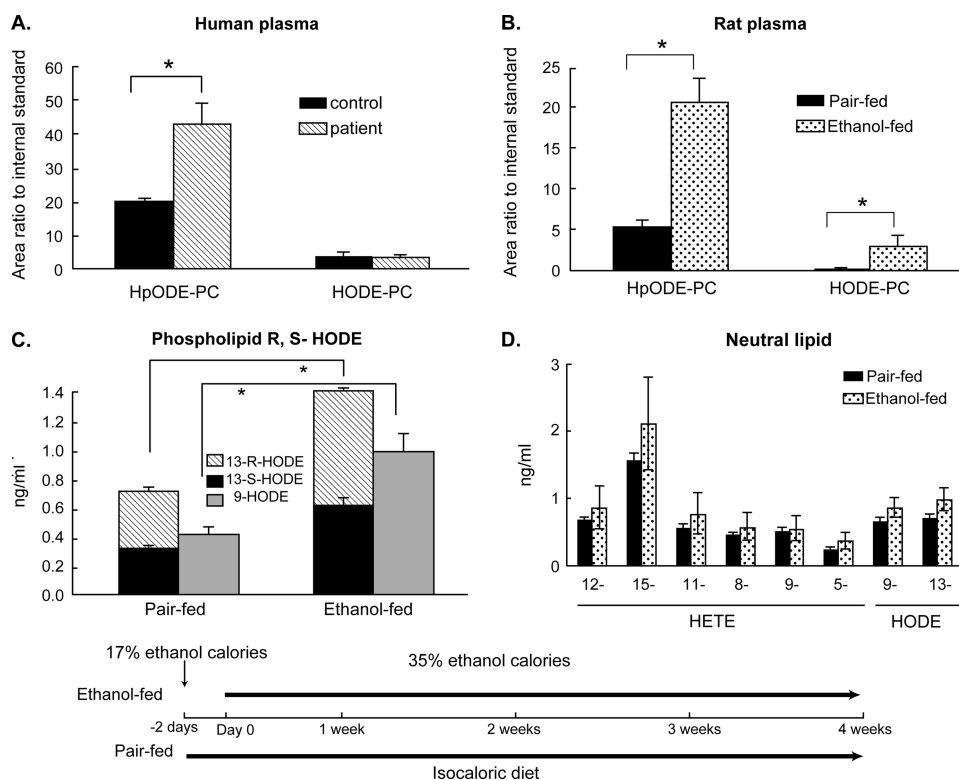 A.
Human plasma
Area ratio to internal standard
60
50
40
30
20
10
0
*
control
patient
HpODE-PC HODE-PC
B.
Rat plasma
Area ratio to internal standard
25
20
15
10
5
0
*
*
Pair-fed
Ethanol-fed
HpODE-PC HODE-PC
C.
Phospholipid R, S- HODE
ng/ml
1.4
1.2
1.0
0.8
0.6
0.4
0.2
0.0
*
*
13-R-HODE
13-S-HODE
9-HODE
Pair-fed Ethanol-fed
D.
Neutral lipid
ng/ml
3
2
1
0
Pair-fed
Ethanol-fed
12- 15- 11- 8- 9- 5- 9- 13-
HETE HODE
17% ethanol calories 35% ethanol calories
Ethanol-fed
-2 days Day 0 1 week 2 weeks 3 weeks 4 weeks
Pair-fed
Isocaloric diet